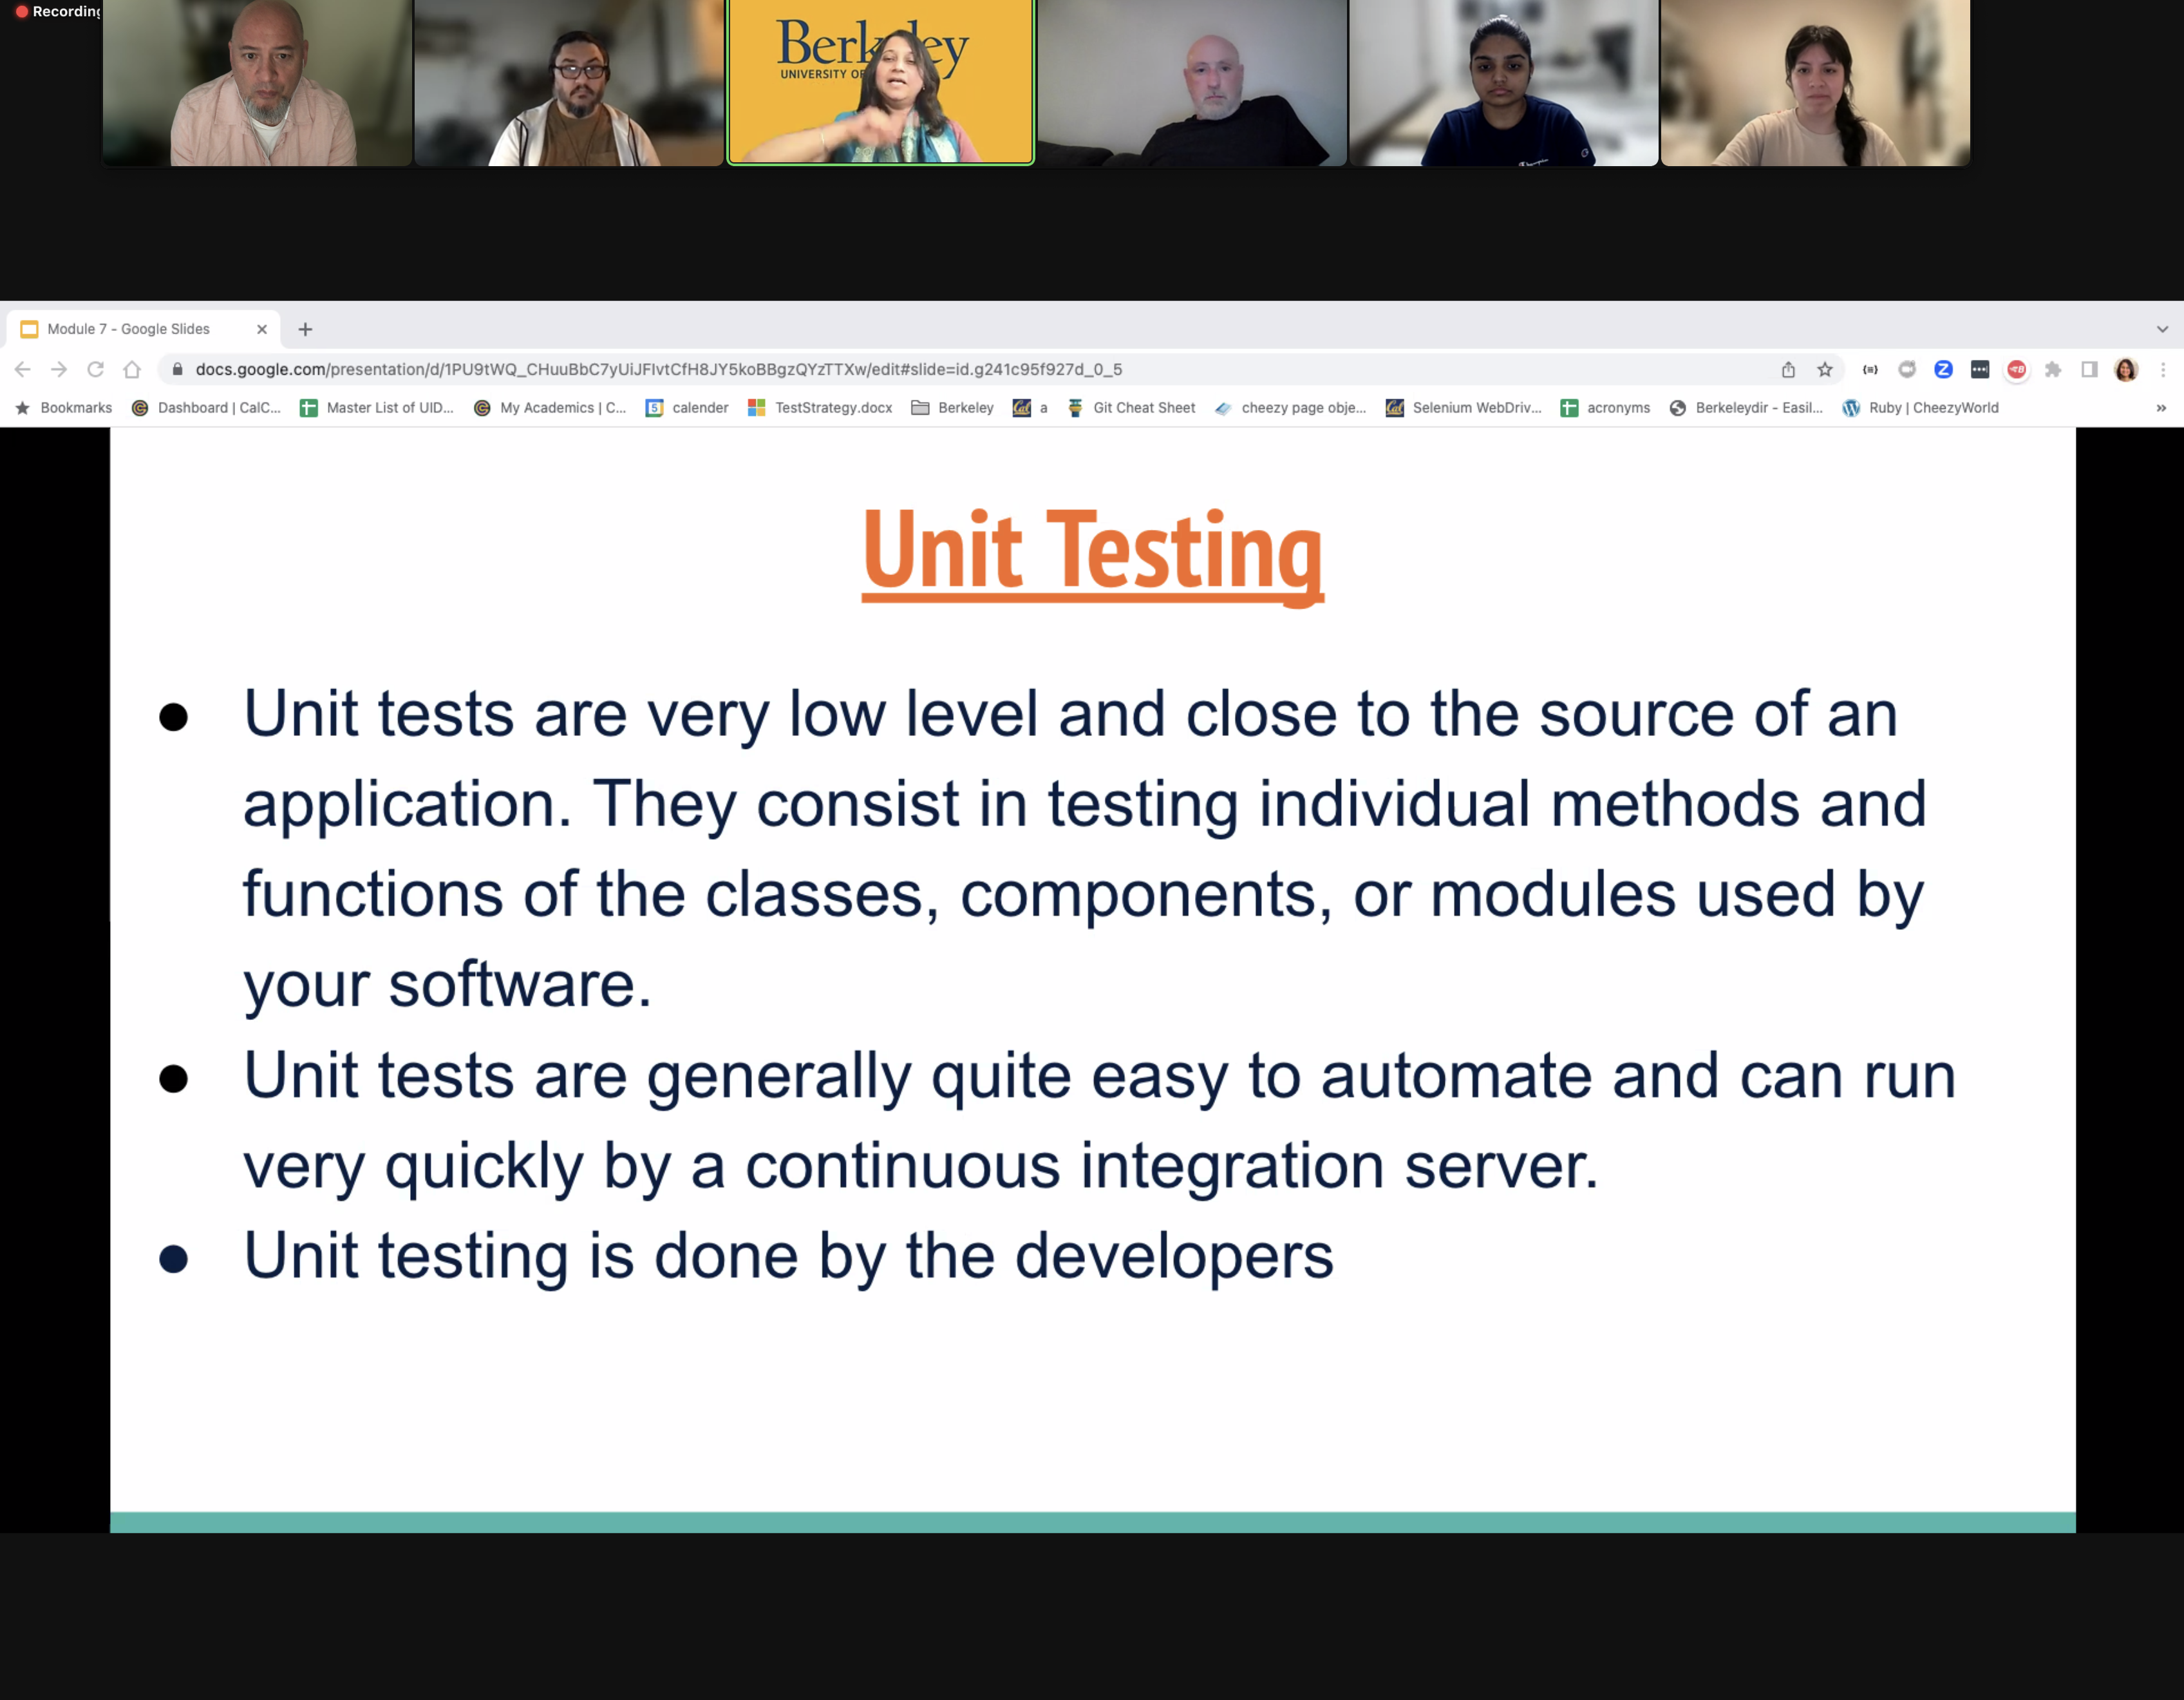 Recording
Berkeley
UNIVERSITY OF
Module 7 - Google Slides
docs.google.com/presentation/d/1PU9tWQ_CHuuBbC7yUiJFIvtCfH8JY5koBBgzQYzTTXw/edit#slide=id.g241c95f927d_0_5
Bookmarks Dashboard | CalC... Master List of UID... My Academics | C... 5 calender TestStrategy.docx Berkeley Cal a Git Cheat Sheet cheezy page obje... Cal Selenium WebDriv... acronyms Berkeleydir - Easil... Ruby | CheezyWorld »
Unit Testing
● Unit tests are very low level and close to the source of an
application. They consist in testing individual methods and
functions of the classes, components, or modules used by
your software.
● Unit tests are generally quite easy to automate and can run
very quickly by a continuous integration server.
● Unit testing is done by the developers